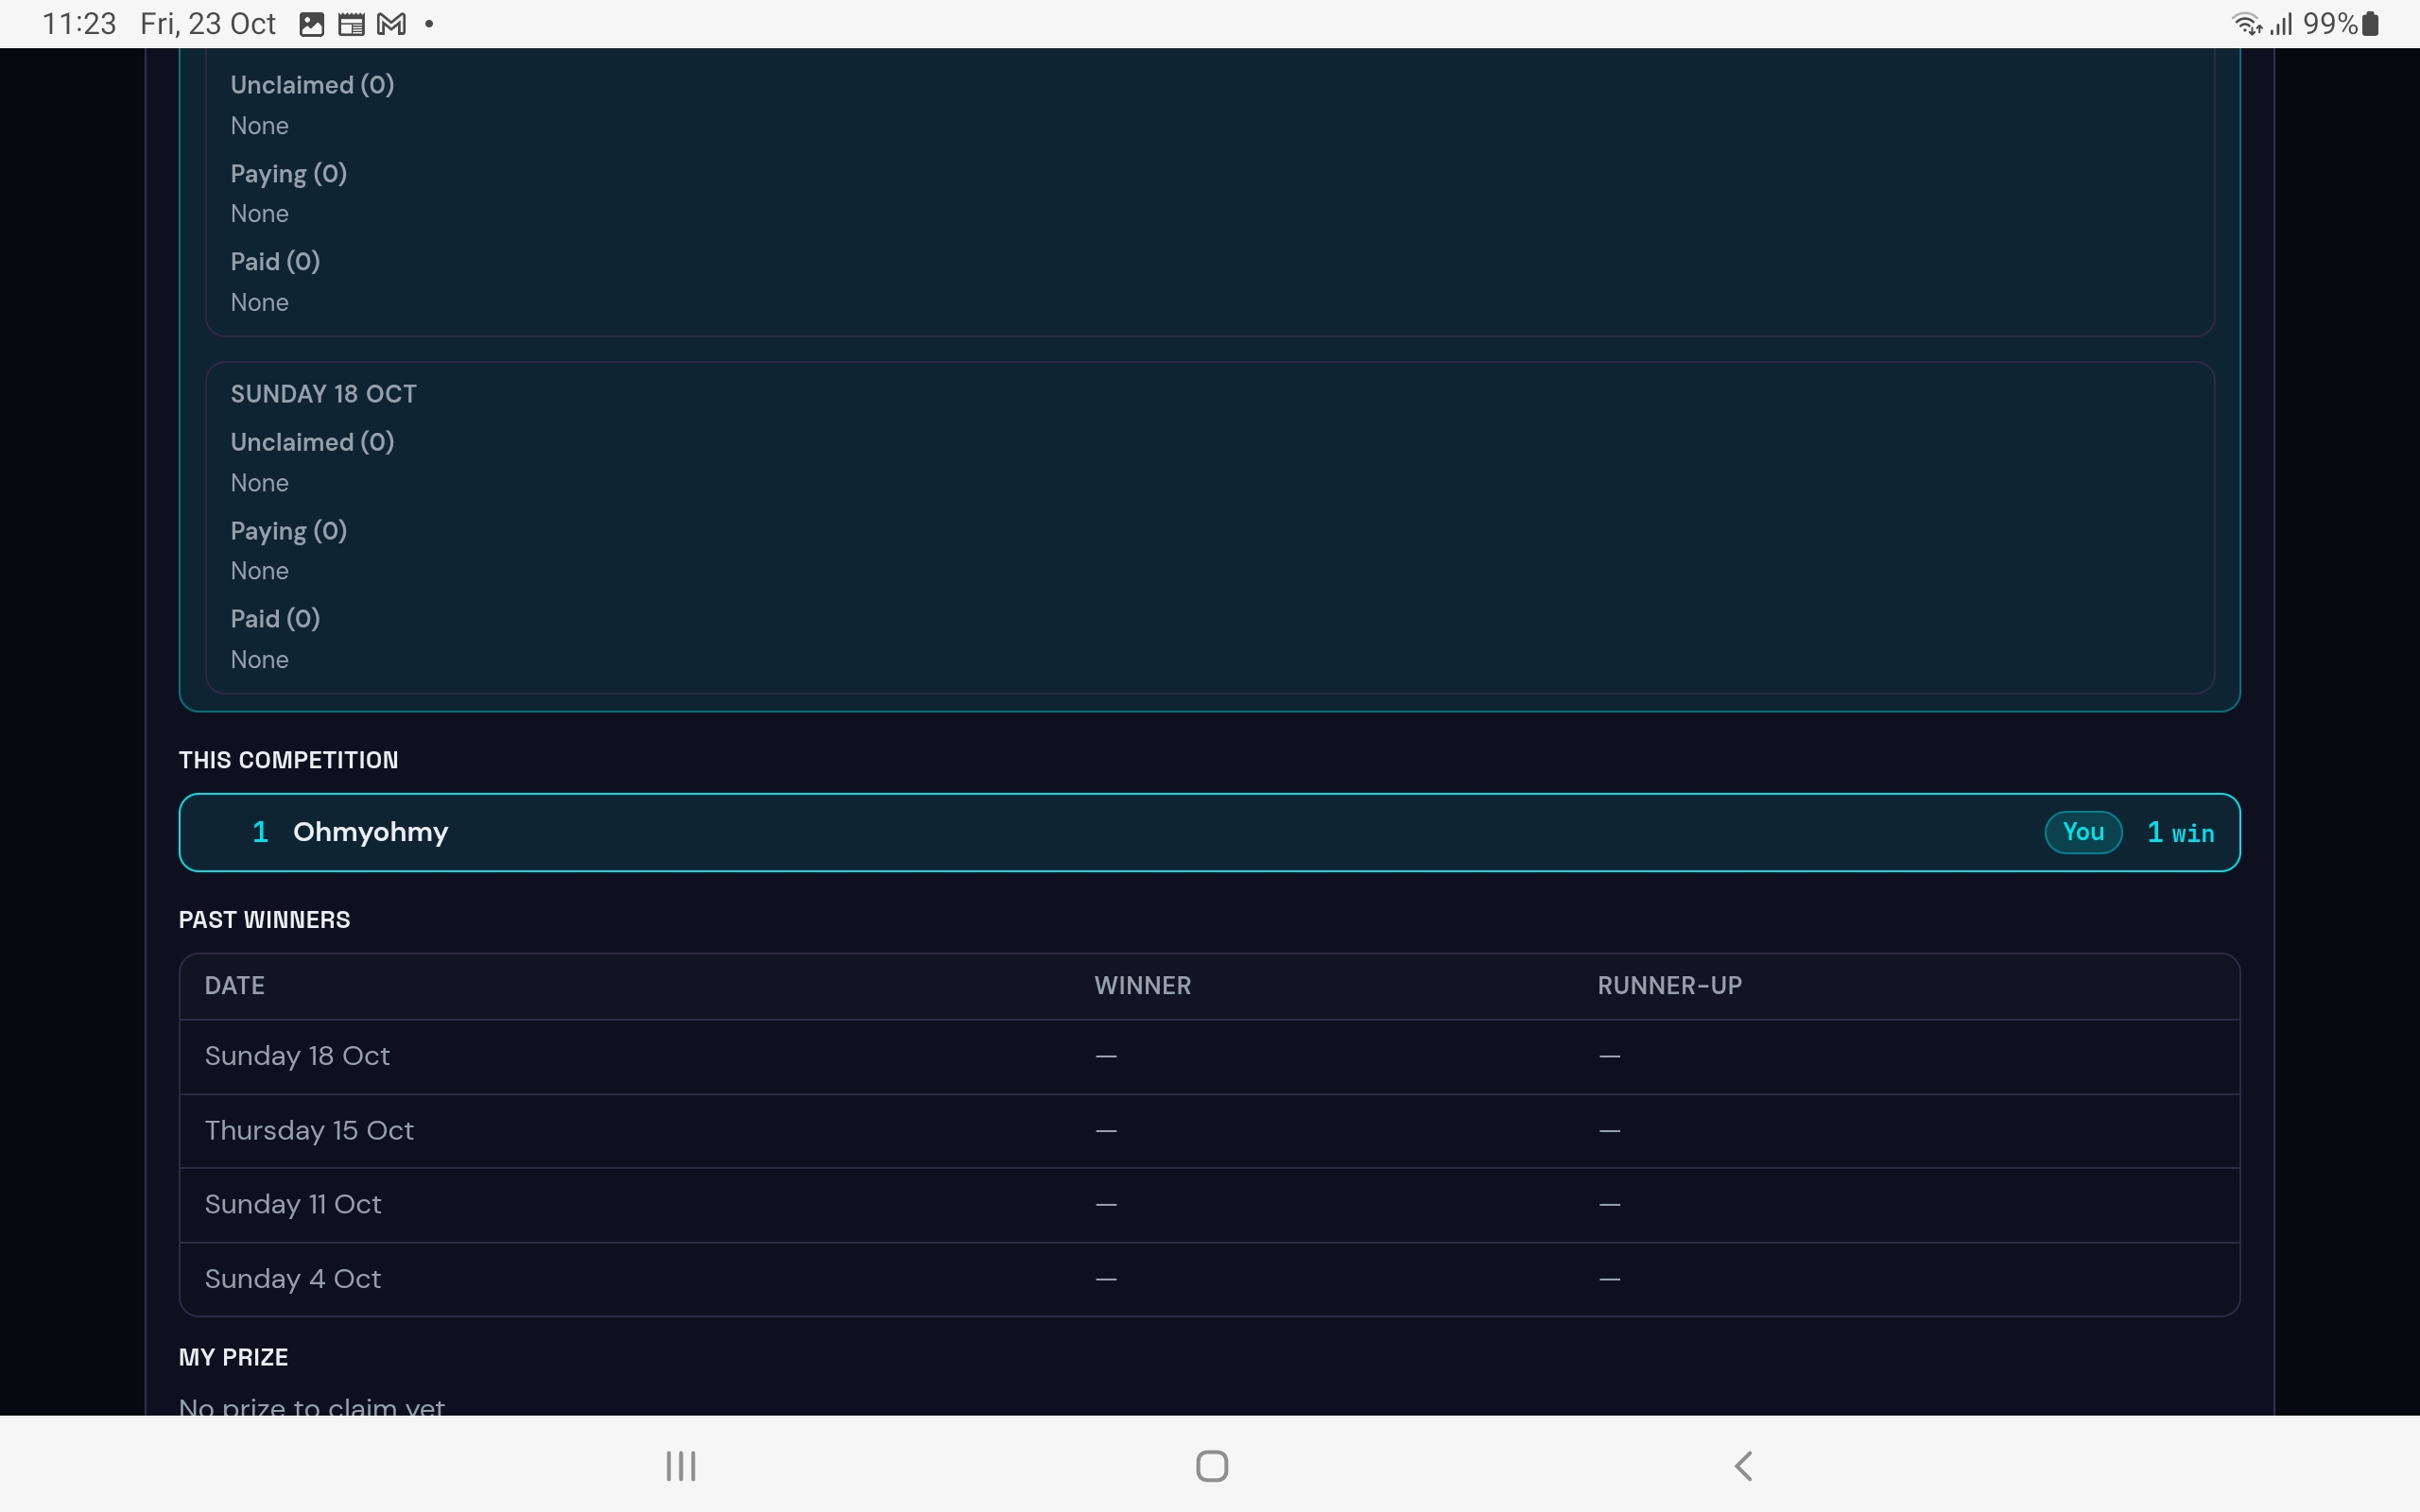 11:23 Fri, 23 Oct 99%
Unclaimed (0)
None
Paying (0)
None
Paid (0)
None
SUNDAY 18 OCT
Unclaimed (0)
None
Paying (0)
None
Paid (0)
None
THIS COMPETITION
1 Ohmyohmy You 1 win
PAST WINNERS
DATE WINNER RUNNER-UP
Sunday 18 Oct — —
Thursday 15 Oct — —
Sunday 11 Oct — —
Sunday 4 Oct — —
MY PRIZE
No prize to claim yet